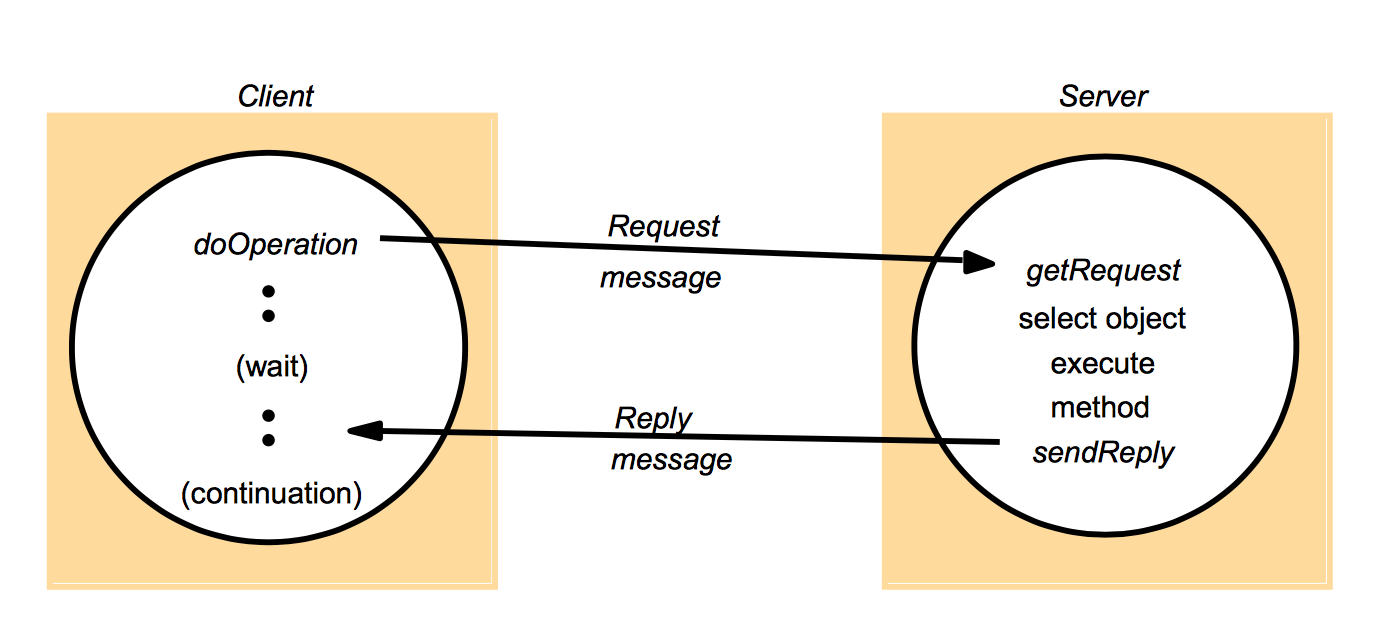 Client
doOperation
(wait)
(continuation)
Request
message
Reply
message
Server
getRequest
select object
execute
method
sendReply